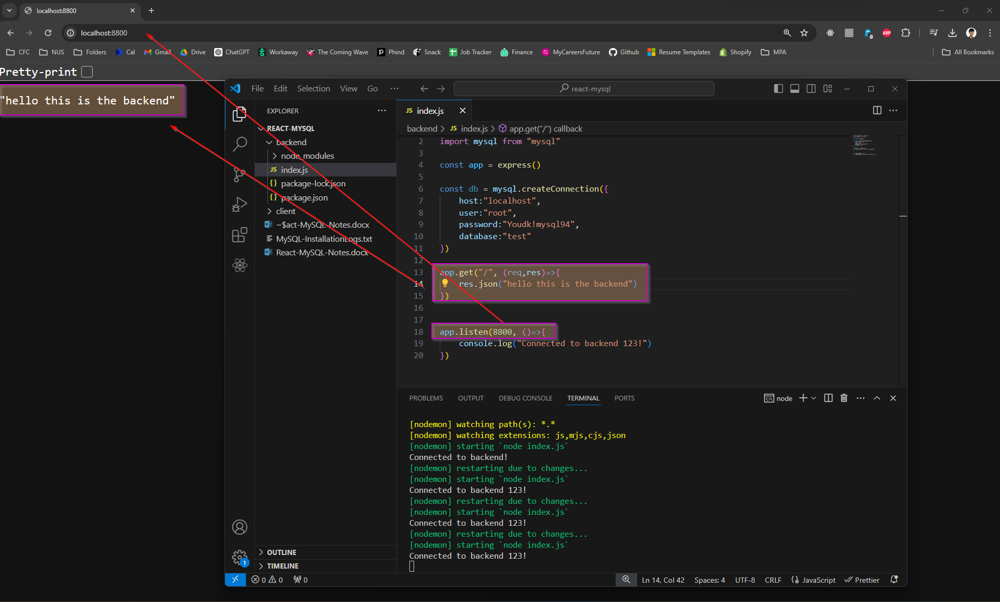 localhost:8800
localhost:8800
0
ABP
CFC NUS Folders Cal Gmail Drive ChatGPT Workaway The Coming Wave Phind Snack Job Tracker Finance MyCareersFuture Github Resume Templates Shopify MPA All Bookmarks
Pretty-print
"hello this is the backend"
File Edit Selection View Go ··· react-mysql
EXPLORER ···
REACT-MYSQL
backend
node_modules
JS index.js
{} package-lock.json
{} package.json
client
~$act-MySQL-Notes.docx
MySQL-InstallationLogs.txt
React-MySQL-Notes.docx
OUTLINE
TIMELINE
1
JS index.js
backend > JS index.js > app.get("/") callback
2 import mysql from "mysql"
3
4 const app = express()
5
6 const db = mysql.createConnection({
7 host:"localhost",
8 user:"root",
9 password:"Youdk!mysql94",
10 database:"test"
11 })
12
13 app.get("/", (req,res)=>{
14 res.json("hello this is the backend")
15 })
16
17
18 app.listen(8800, ()=>{
19 console.log("Connected to backend 123!")
20 })
PROBLEMS OUTPUT DEBUG CONSOLE TERMINAL PORTS node
[nodemon] watching path(s): *.*
[nodemon] watching extensions: js,mjs,cjs,json
[nodemon] starting `node index.js`
Connected to backend!
[nodemon] restarting due to changes...
[nodemon] starting `node index.js`
Connected to backend 123!
[nodemon] restarting due to changes...
[nodemon] starting `node index.js`
Connected to backend 123!
[nodemon] restarting due to changes...
[nodemon] starting `node index.js`
Connected to backend 123!
0 0 0 Ln 14, Col 42 Spaces: 4 UTF-8 CRLF {} JavaScript Prettier